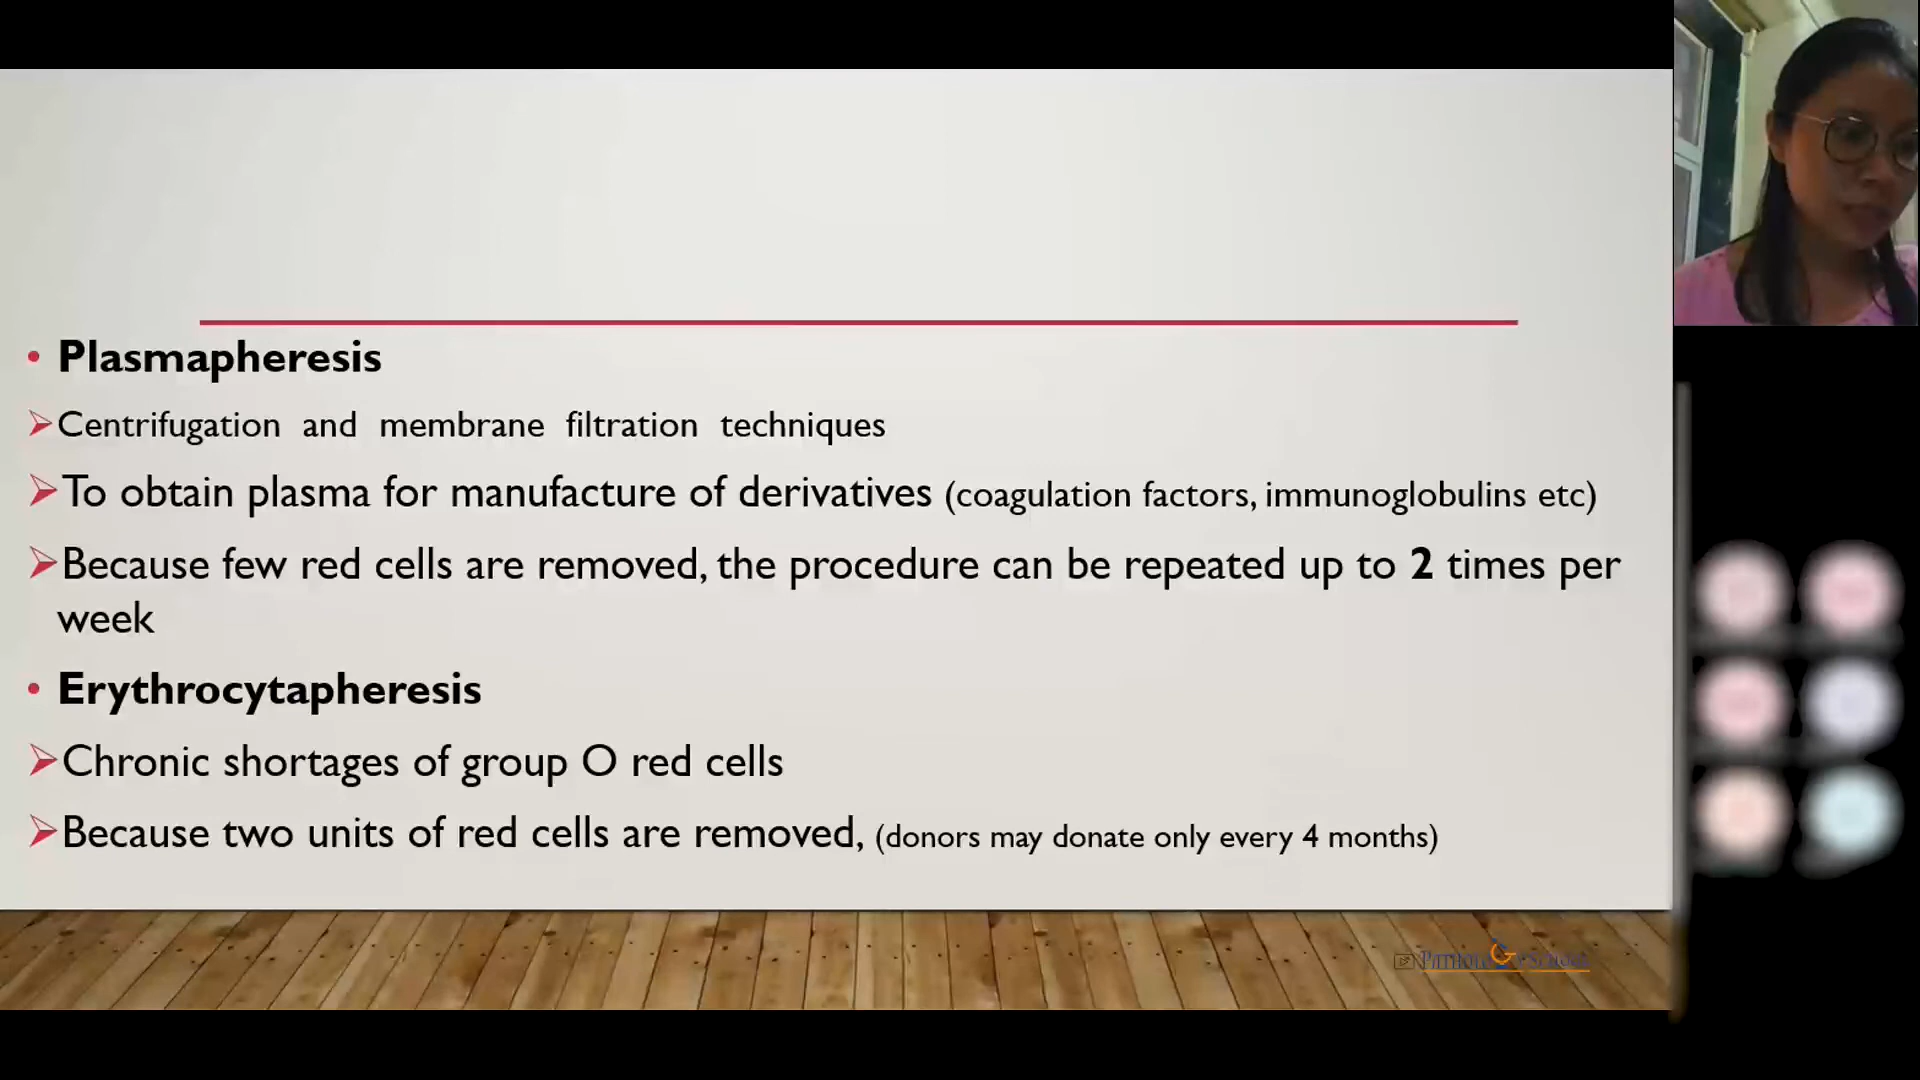 • Plasmapheresis
➢Centrifugation and membrane filtration techniques
➢To obtain plasma for manufacture of derivatives (coagulation factors, immunoglobulins etc)
➢Because few red cells are removed, the procedure can be repeated up to 2 times per
week
• Erythrocytapheresis
➢Chronic shortages of group O red cells
➢Because two units of red cells are removed, (donors may donate only every 4 months)